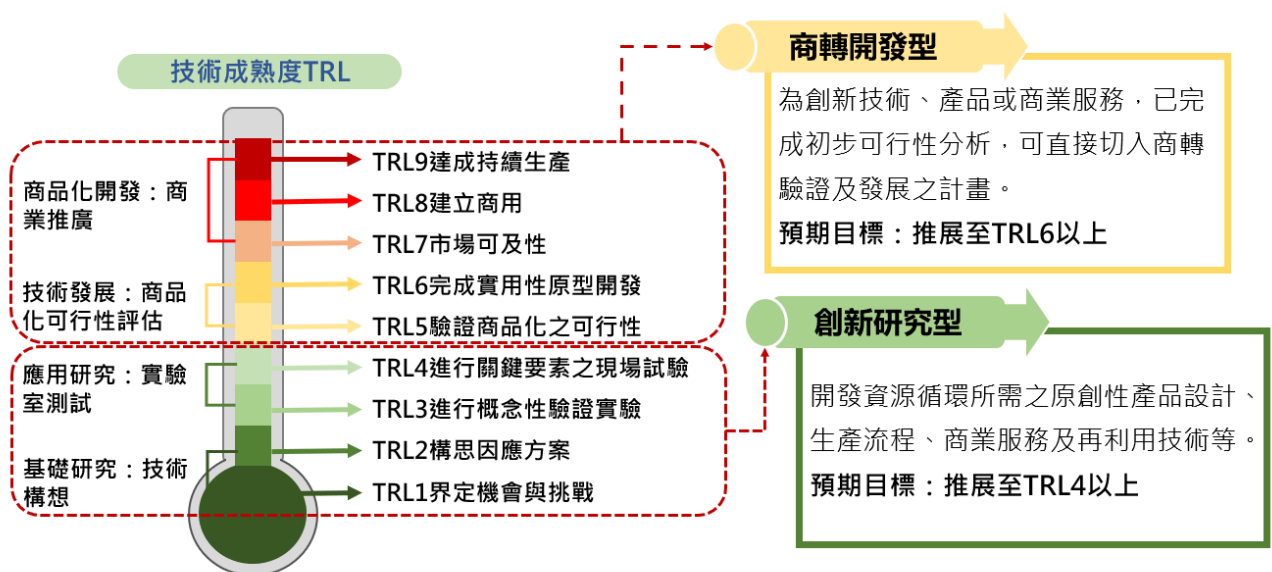 技術成熟度TRL
商品化開發：商
業推廣
技術發展：商品
化可行性評估
應用研究：實驗
室測試
基礎研究：技術
構想
TRL9達成持續生產
TRL8建立商用
TRL7市場可及性
TRL6完成實用性原型開發
TRL5驗證商品化之可行性
TRL4進行關鍵要素之現場試驗
TRL3進行概念性驗證實驗
TRL2構思因應方案
TRL1界定機會與挑戰
商轉開發型
為創新技術、產品或商業服務，已完
成初步可行性分析，可直接切入商轉
驗證及發展之計畫。
預期目標：推展至TRL6以上
創新研究型
開發資源循環所需之原創性產品設計、
生產流程、商業服務及再利用技術等。
預期目標：推展至TRL4以上